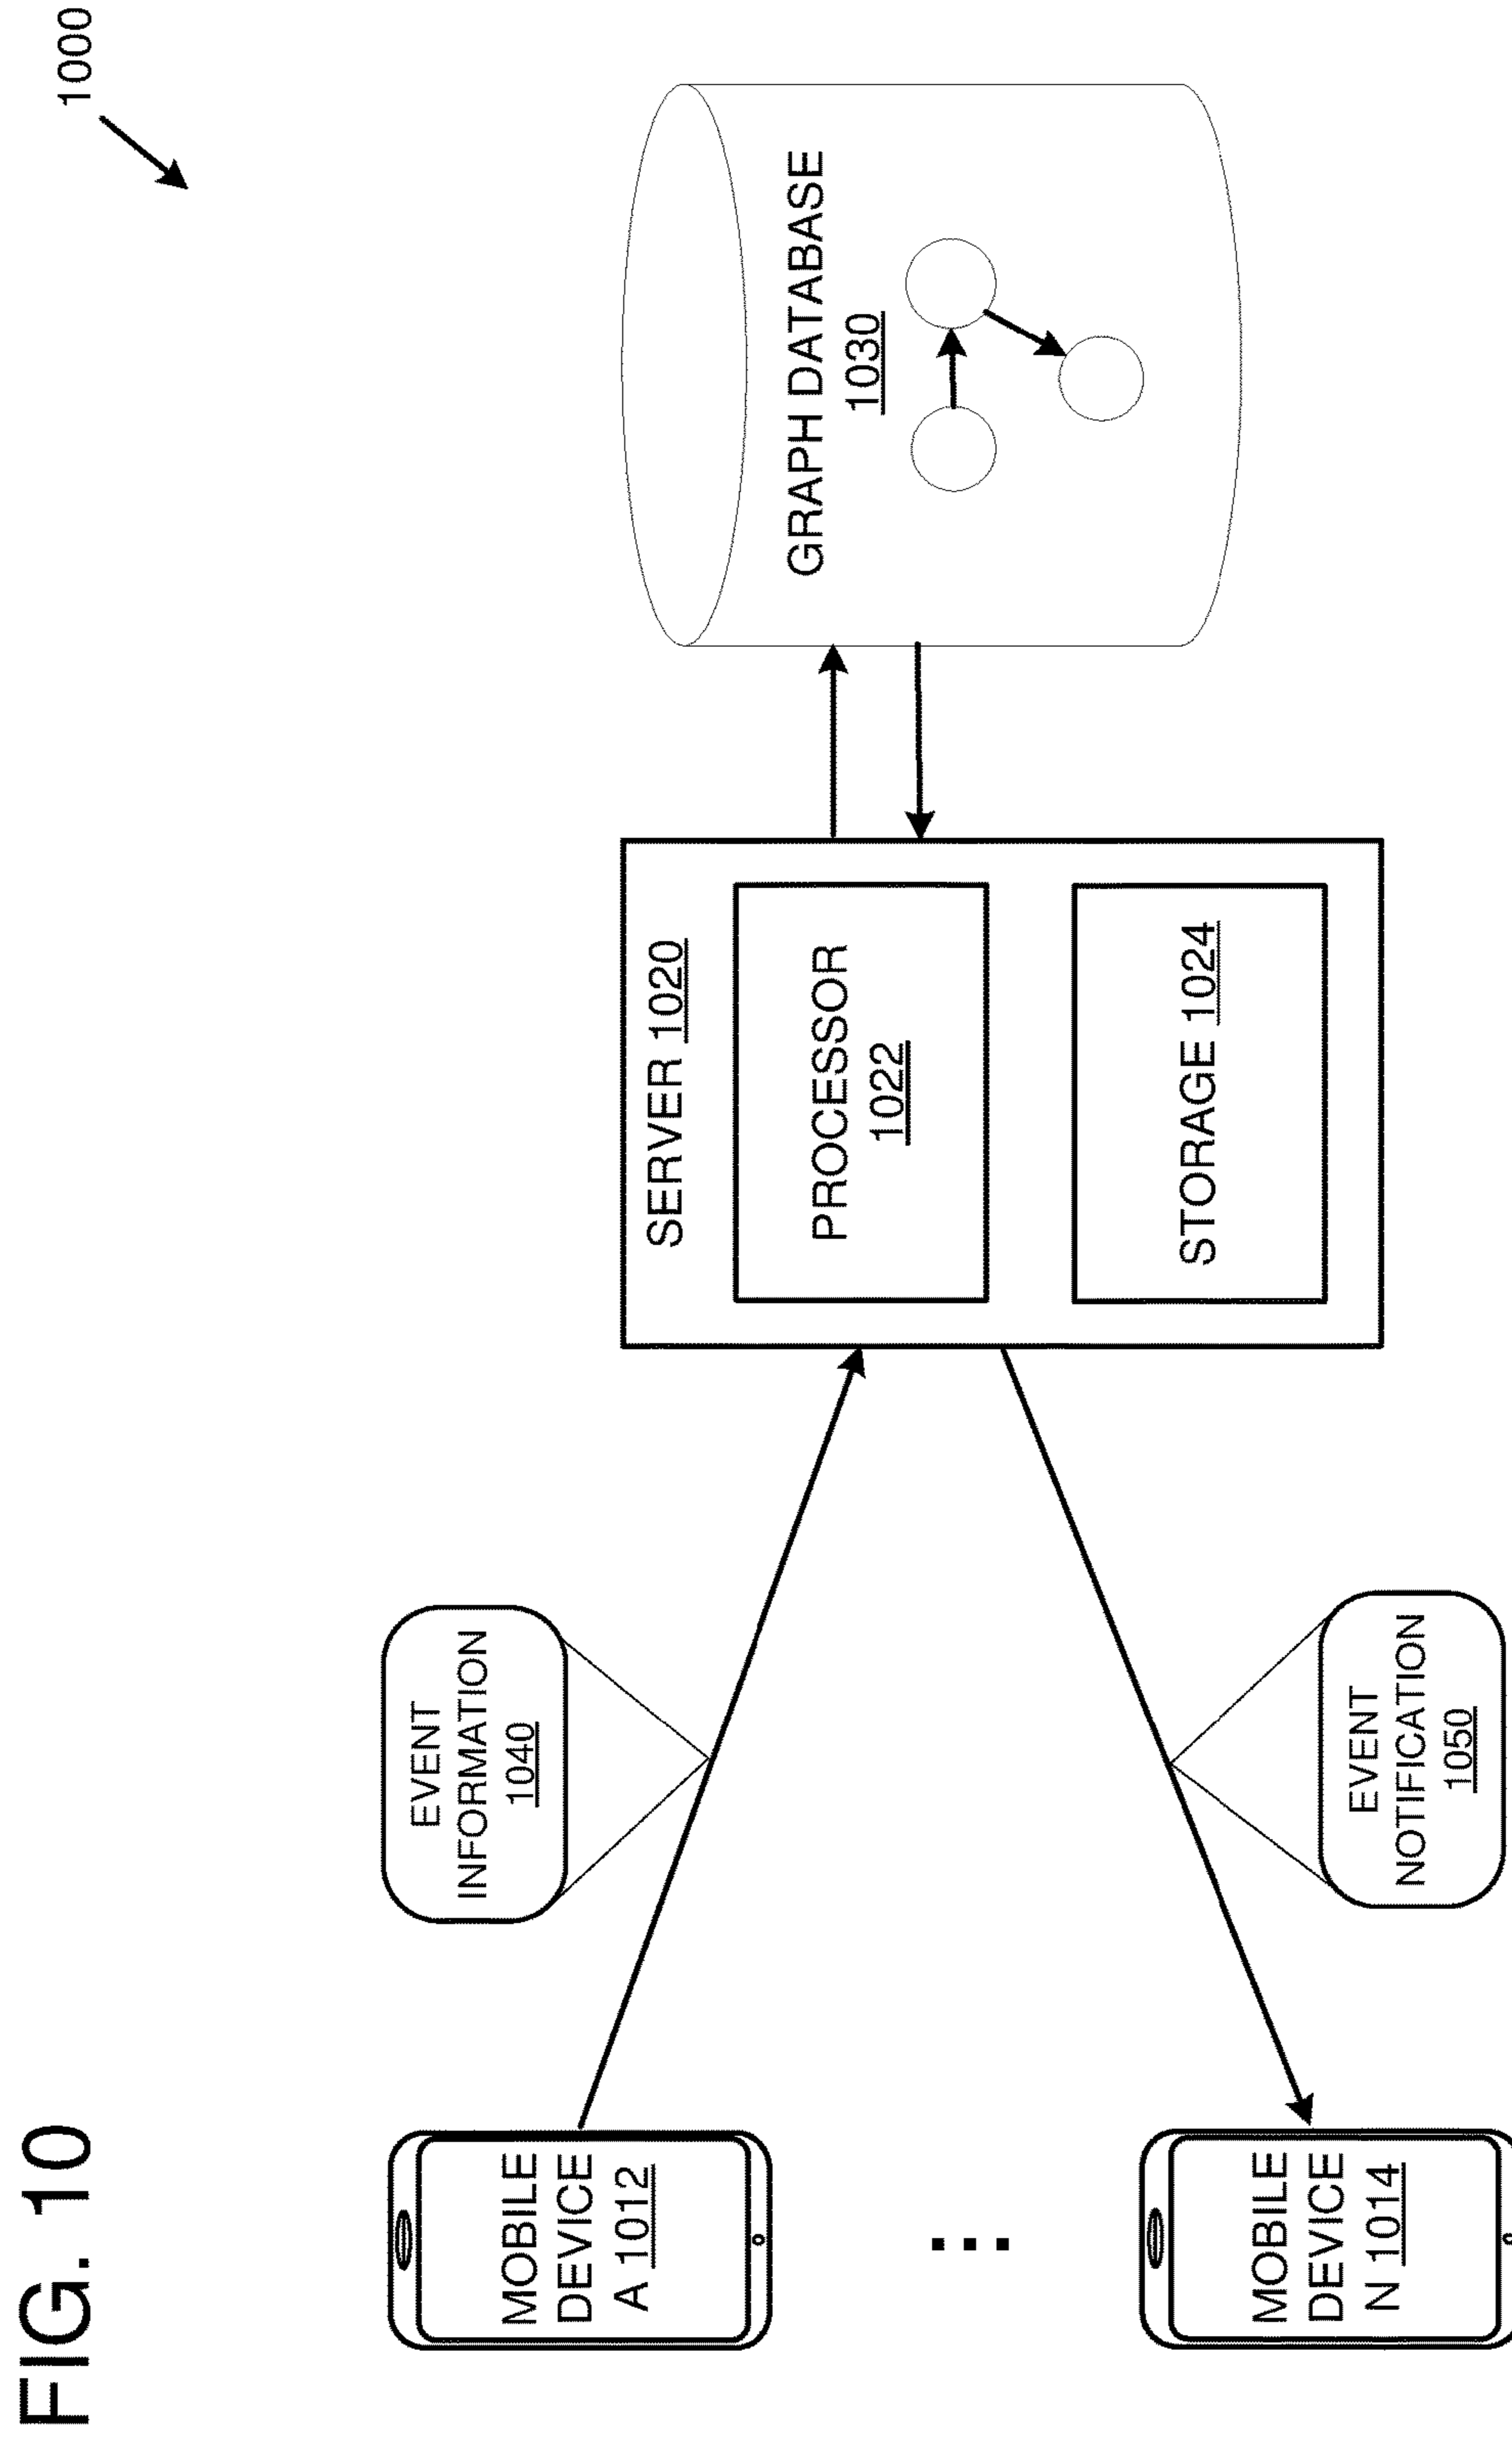 FIG. 10
1000
MOBILE
DEVICE
A 1012
EVENT
INFORMATION
1040
SERVER 1020
PROCESSOR
1022
STORAGE 1024
GRAPH DATABASE
1030
MOBILE
DEVICE
N 1014
EVENT
NOTIFICATION
1050